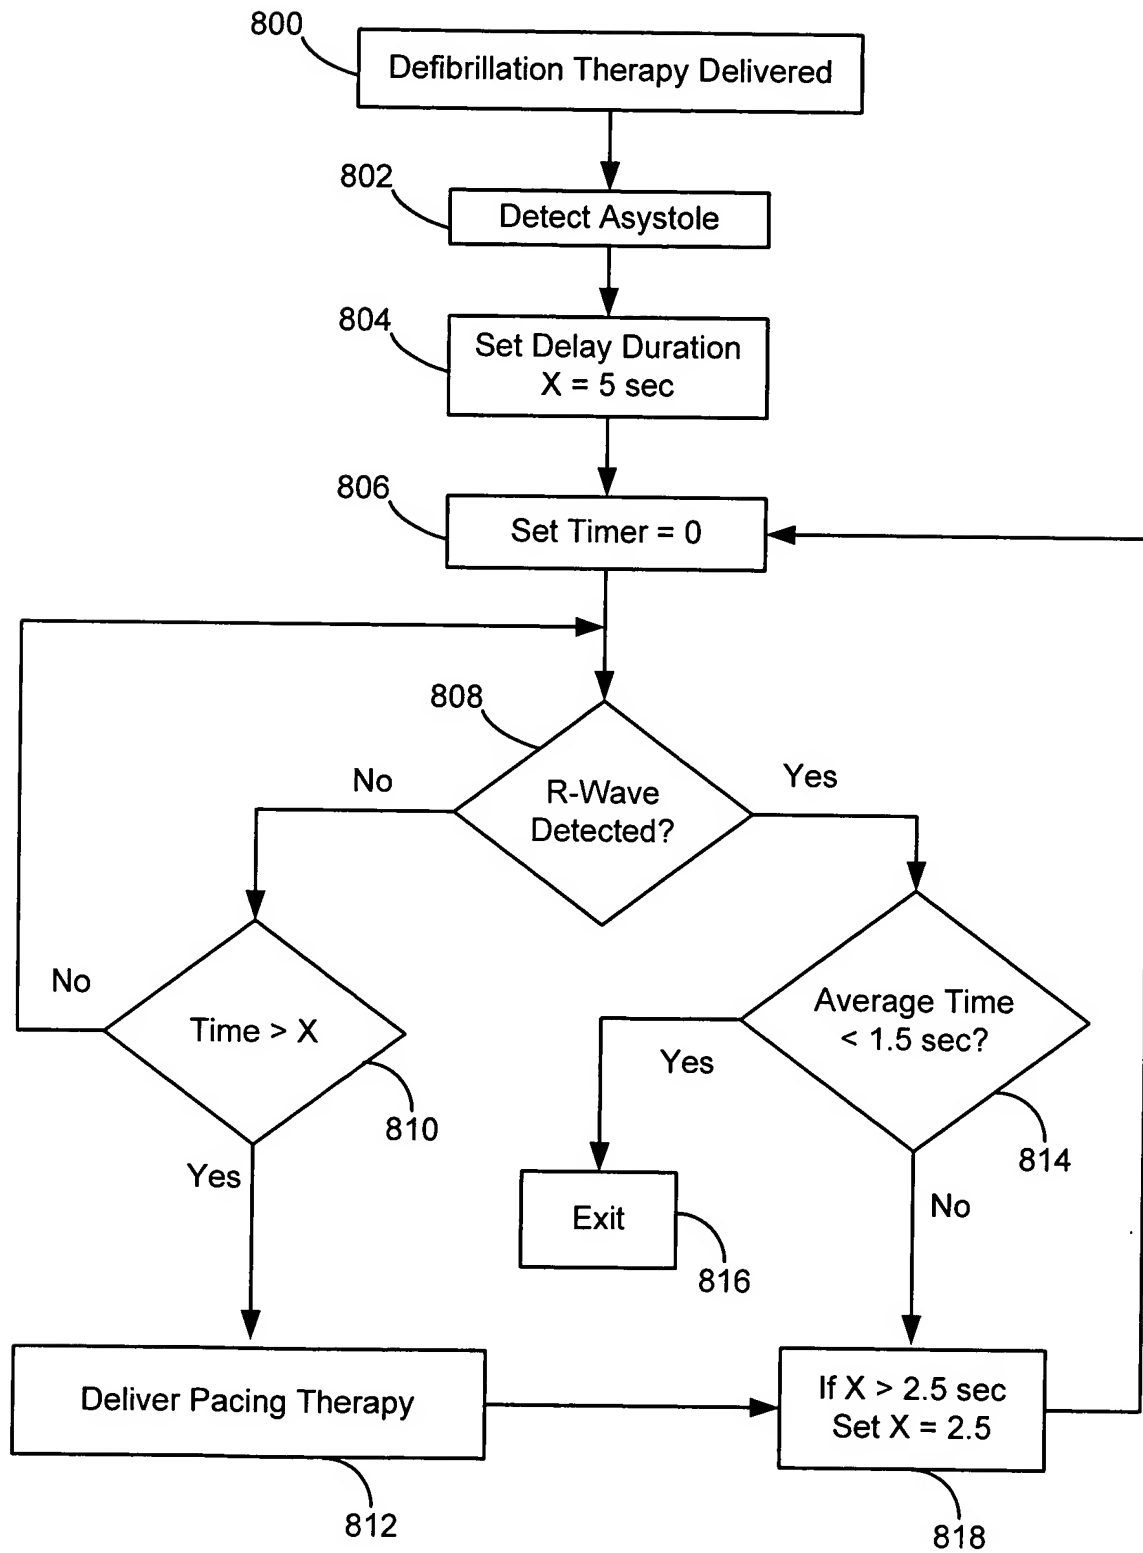 800
Defibrillation Therapy Delivered
802
Detect Asystole
804
Set Delay Duration
X = 5 sec
806
Set Timer = 0
808
No
Yes
R-Wave
Detected?
No
Time > X
810
Yes
Average Time
< 1.5 sec?
Yes
814
No
Exit
816
Deliver Pacing Therapy
812
If X > 2.5 sec
Set X = 2.5
818